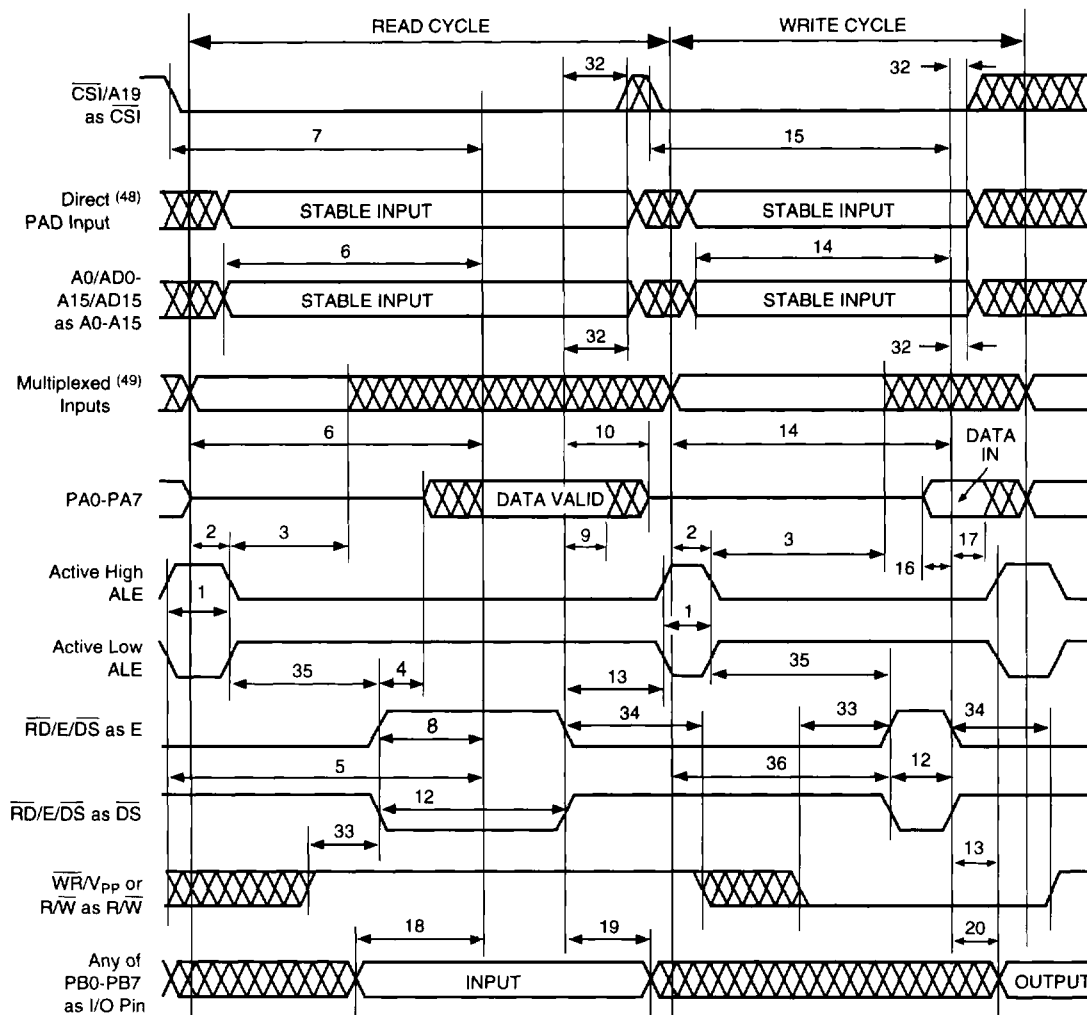 READ CYCLE WRITE CYCLE
32 32
CSI/A19
as CSI
7 15
Direct (48)
PAD Input
STABLE INPUT STABLE INPUT
6 14
A0/AD0-
A15/AD15
as A0-A15
STABLE INPUT STABLE INPUT
32 32
Multiplexed (49)
Inputs
6 10 14 DATA
IN
PA0-PA7 DATA VALID
2 3 9 2 3 16 17
Active High
ALE
1 1
Active Low
ALE
35 4 13 35
RD/E/DS as E 8 34 33 34
5 36 12
RD/E/DS as DS 12
33 13
WR/VPP or
R/W as R/W
18 19 20
Any of
PB0-PB7
as I/O Pin
INPUT OUTPUT